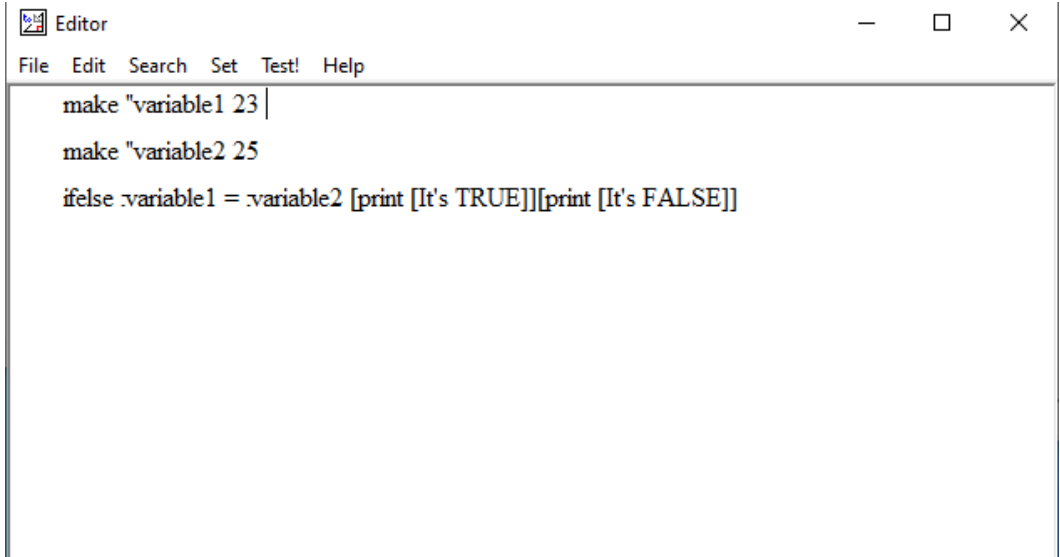 Editor
File Edit Search Set Test! Help
make "variable1 23
make "variable2 25
ifelse :variable1 = :variable2 [print [It's TRUE]][print [It's FALSE]]